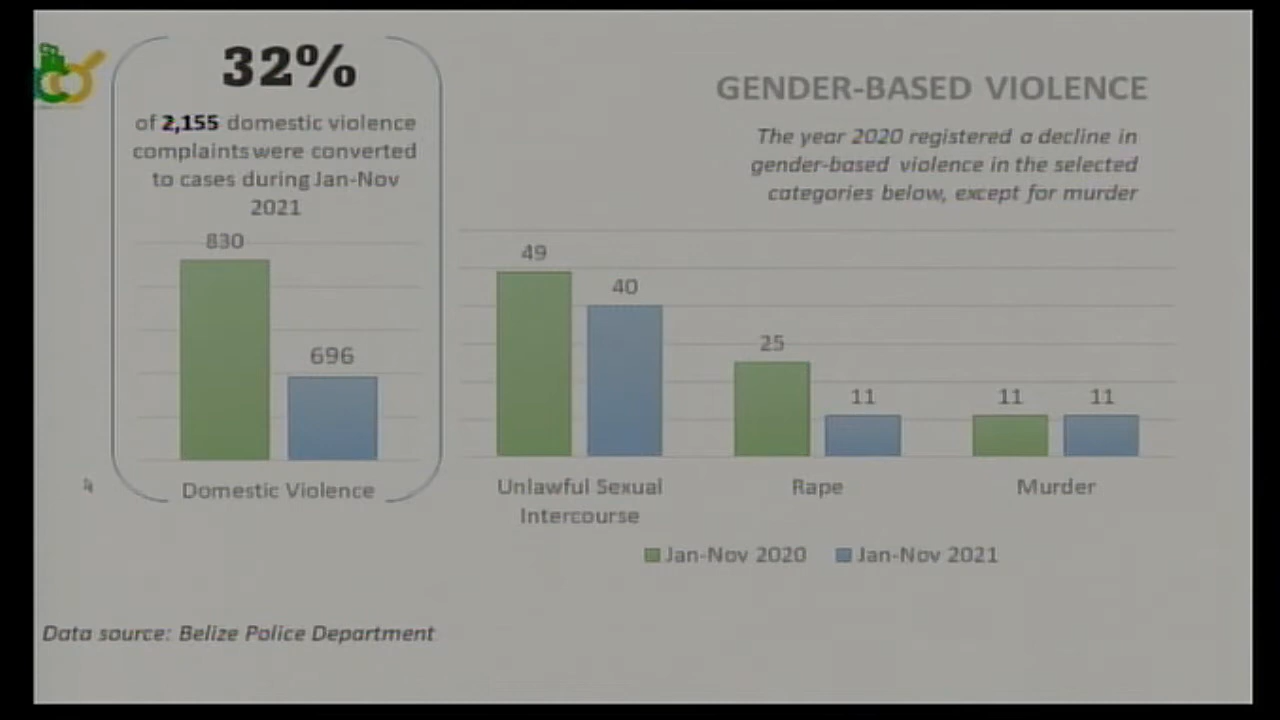 32%
of 2,155 domestic violence
complaints were converted
to cases during Jan-Nov
2021
830
696
Domestic Violence
GENDER-BASED VIOLENCE
The year 2020 registered a decline in
gender-based violence in the selected
categories below, except for murder
49
40
25
11
11
11
Unlawful Sexual
Intercourse
Rape
Murder
Jan-Nov 2020
Jan-Nov 2021
4
Data source: Belize Police Department